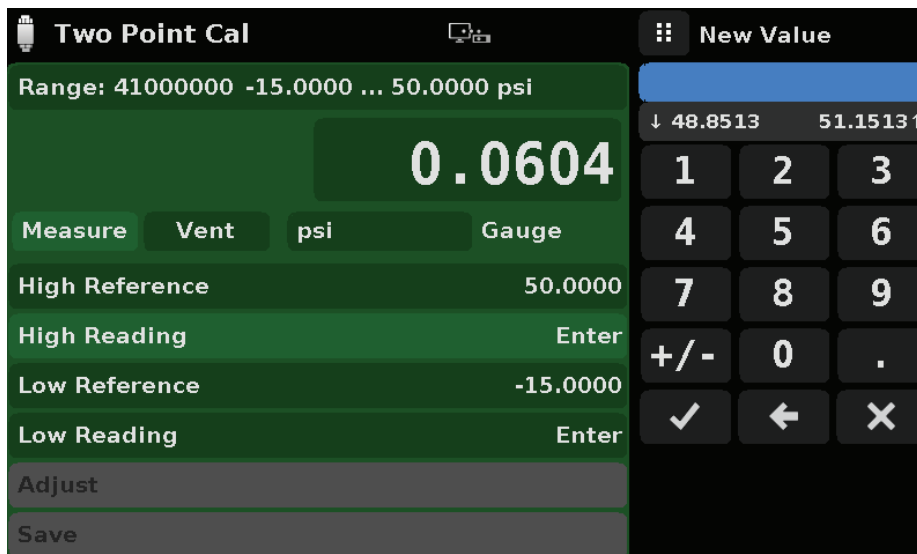 Two Point Cal
New Value
Range: 41000000 -15.0000 ... 50.0000 psi
0.0604
Measure Vent psi Gauge
High Reference 50.0000
High Reading Enter
Low Reference -15.0000
Low Reading Enter
Adjust
Save
↓ 48.8513 51.1513↑
1 2 3
4 5 6
7 8 9
+/- 0 .